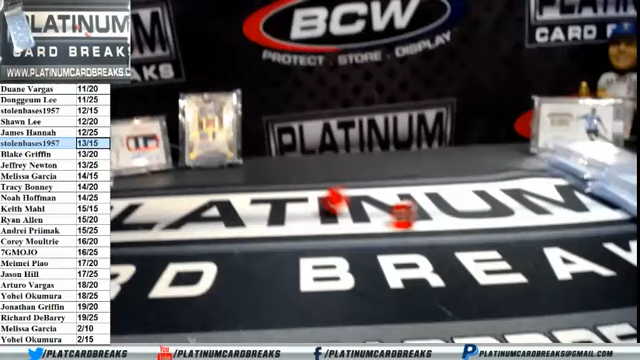 PLATINUM
CARD BREAKS
WWW.PLATINUMCARDBREAKS
Duane Vargas 11/20
Donggeum Lee 11/25
stolenbases1957 12/15
Shawn Lee 12/20
James Hannah 12/25
stolenbases1957 13/15
Blake Griffin 13/20
Jeffrey Newton 13/25
Melissa Garcia 14/15
Tracy Bonney 14/20
Noah Hoffman 14/25
Keith Mahl 15/15
Ryan Allen 15/20
Andrei Priimak 15/25
Corey Moultrie 16/20
7GMOJO 16/25
Meimei Piao 17/20
Jason Hill 17/25
Arturo Vargas 18/20
Yohei Okumura 18/25
Jonathan Griffin 19/20
Richard DeBarry 19/25
Melissa Garcia 2/10
Yohei Okumura 2/15
BCW
PROTECT · STORE · DISPLAY
PLATINUM
CARD BREAKS
PLATINUM
PLATINUM
RD BREAK
/PLATCARDBREAKS
/PLATINUMCARDBREAKS
/PLATINUMCARDBREAKS
PLATINUMCARDBREAKS@GMAIL.COM